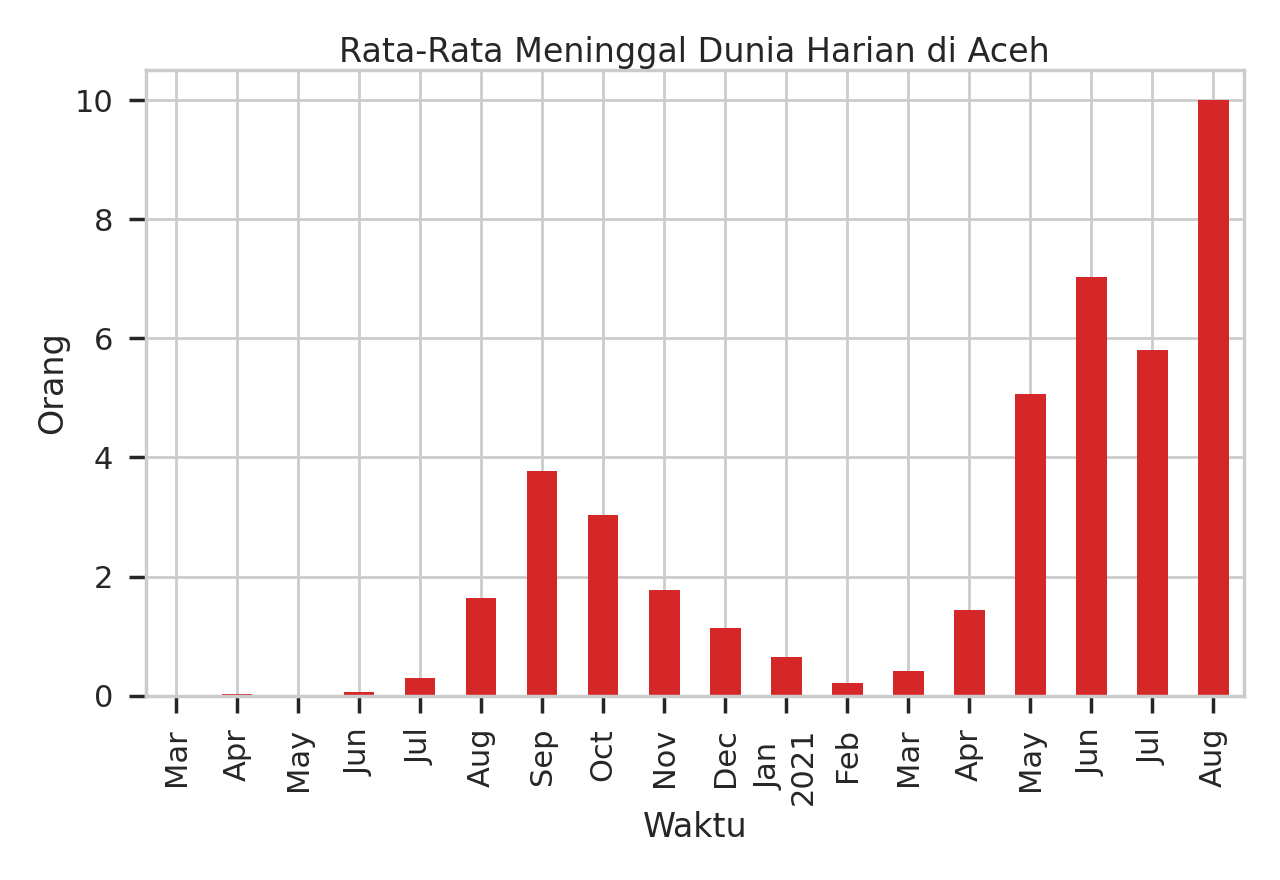 Rata-Rata Meninggal Dunia Harian di Aceh
10
8
6
4
2
0
Orang
Mar
Apr
May
Jun
Jul
Aug
Sep
Oct
Nov
Dec
Jan
2021
Feb
Mar
Apr
May
Jun
Jul
Aug
Waktu